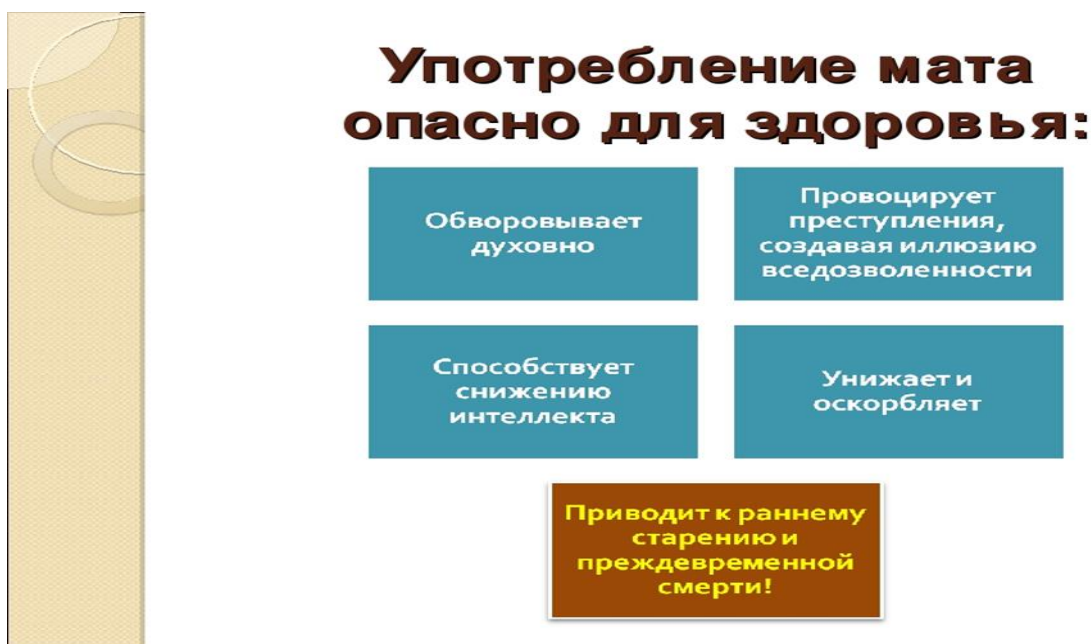 Употребление мата
опасно для здоровья:
Обворовывает
духовно
Провоцирует
преступления,
создавая иллюзию
вседозволенности
Способствует
снижению
интеллекта
Унижает и
оскорбляет
Приводит к раннему
старению и
преждевременной
смерти!